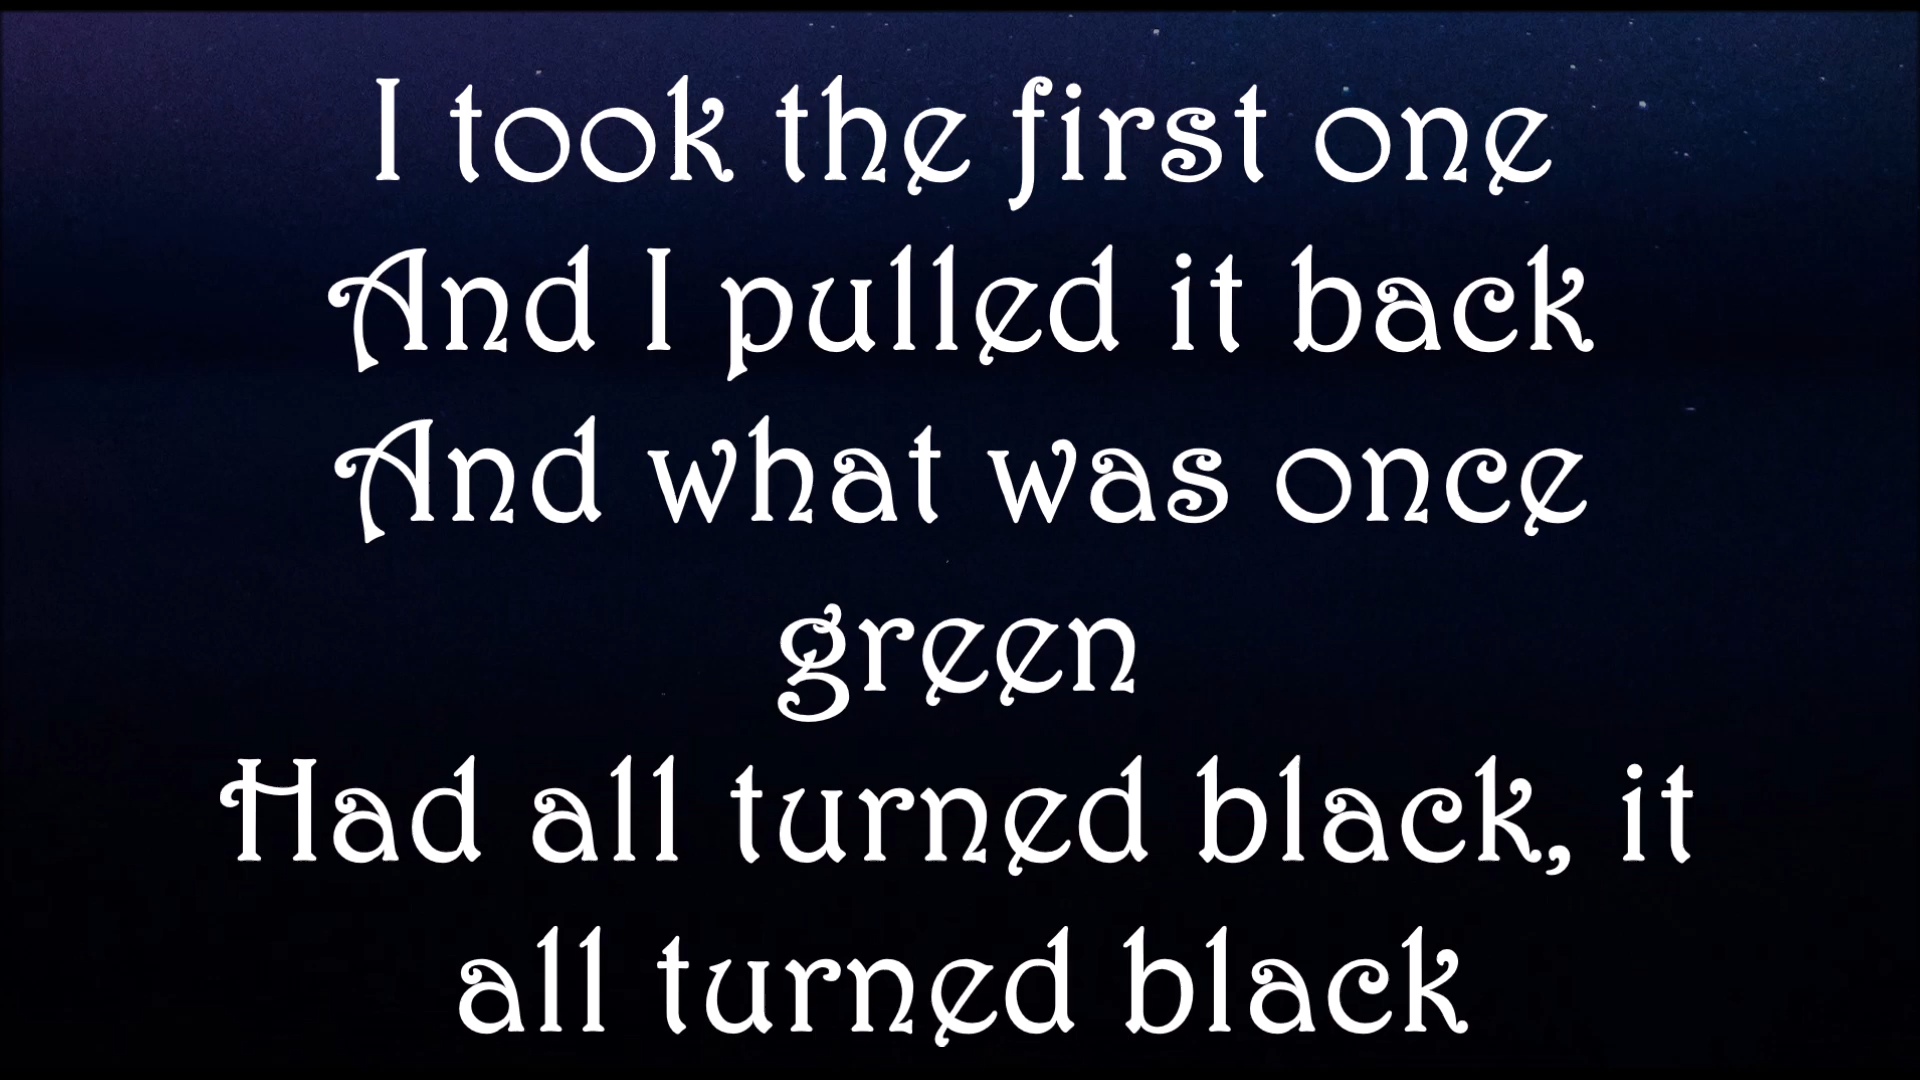 I took the first one
And I pulled it back
And what was once
green
Had all turned black, it
all turned black